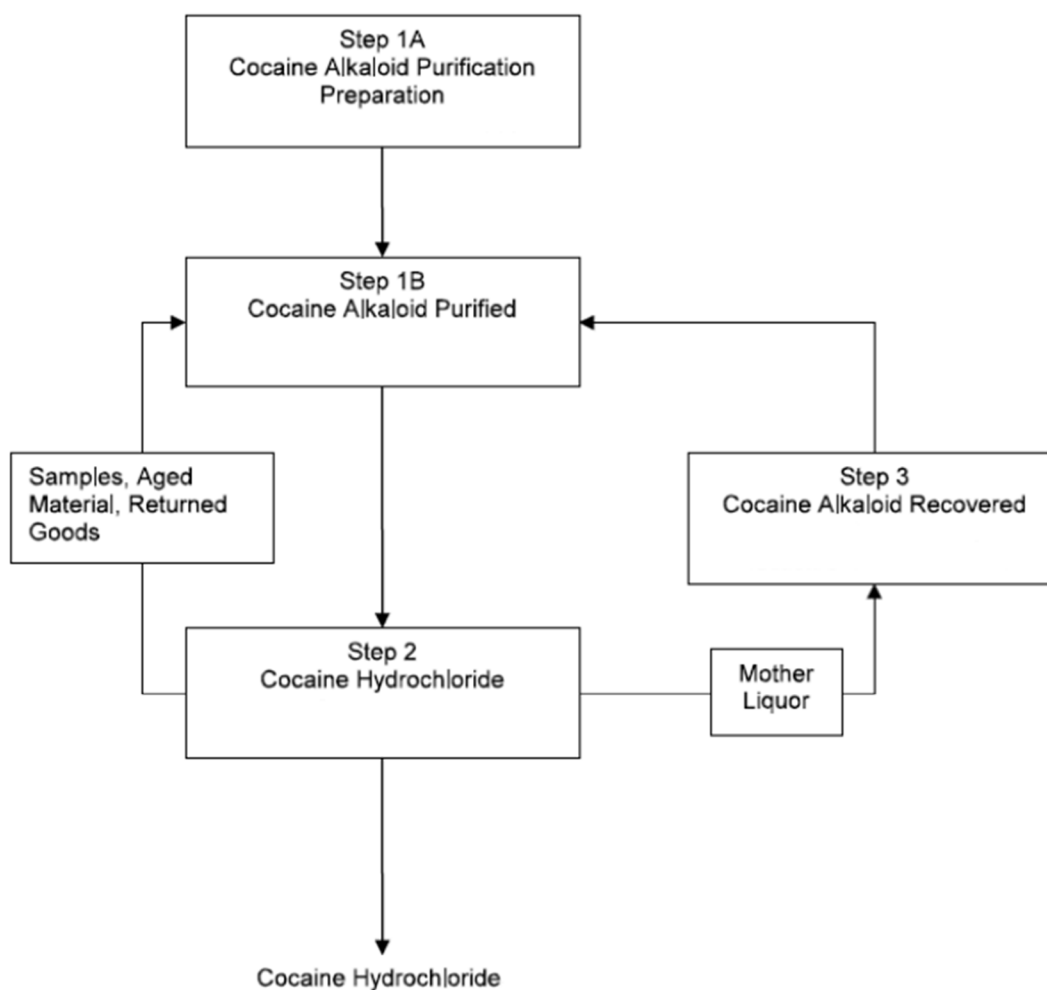 Step 1A
Cocaine Alkaloid Purification
Preparation
Step 1B
Cocaine Alkaloid Purified
Samples, Aged
Material, Returned
Goods
Step 3
Cocaine Alkaloid Recovered
Step 2
Cocaine Hydrochloride
Mother
Liquor
Cocaine Hydrochloride